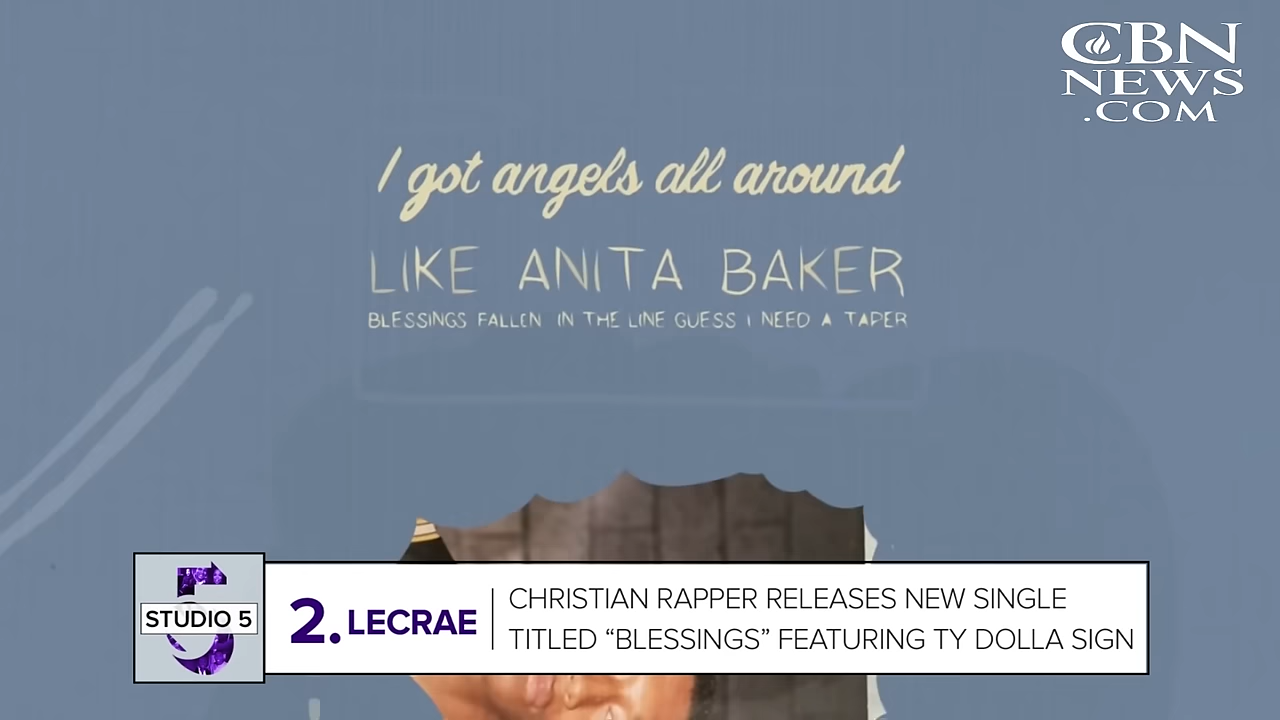 CBN
NEWS
.COM
I got angels all around
LIKE ANITA BAKER
BLESSINGS FALLEN IN THE LINE GUESS I NEED A TAPER
5
STUDIO 5
2. LECRAE
CHRISTIAN RAPPER RELEASES NEW SINGLE
TITLED “BLESSINGS” FEATURING TY DOLLA SIGN